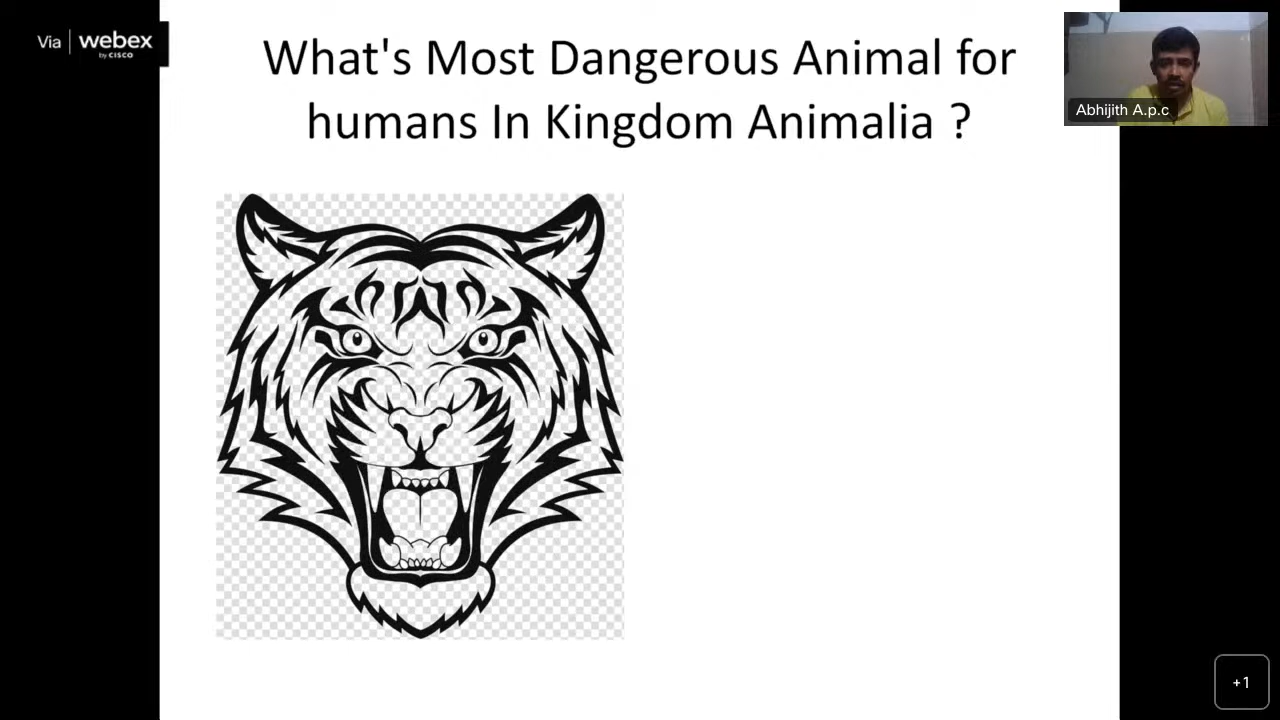 Via webex
by CISCO
What's Most Dangerous Animal for
humans In Kingdom Animalia ?
Abhijith A.p.c
+1